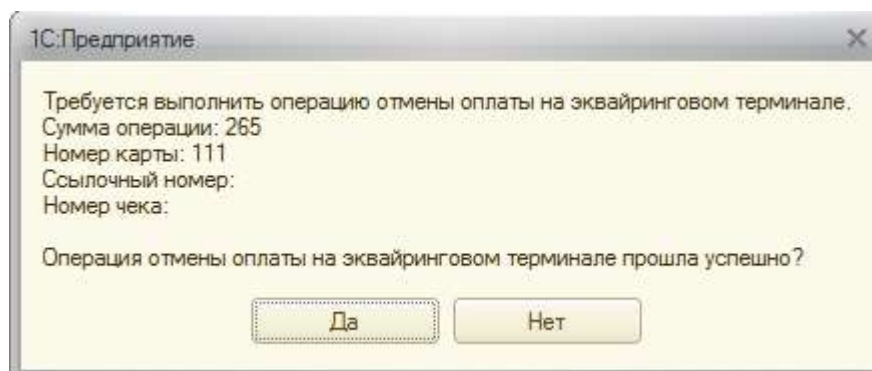 1С:Предприятие
Требуется выполнить операцию отмены оплаты на эквайринговом терминале.
Сумма операции: 265
Номер карты: 111
Ссылочный номер:
Номер чека:
Операция отмены оплаты на эквайринговом терминале прошла успешно?
Да Нет